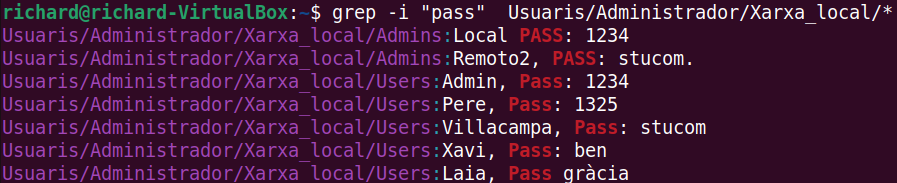 richard@richard-VirtualBox:~$ grep -i "pass"  Usuaris/Administrador/Xarxa_local/*
Usuaris/Administrador/Xarxa_local/Admins:Local PASS: 1234
Usuaris/Administrador/Xarxa_local/Admins:Remoto2, PASS: stucom.
Usuaris/Administrador/Xarxa_local/Users:Admin, Pass: 1234
Usuaris/Administrador/Xarxa_local/Users:Pere, Pass: 1325
Usuaris/Administrador/Xarxa_local/Users:Villacampa, Pass: stucom
Usuaris/Administrador/Xarxa_local/Users:Xavi, Pass: ben
Usuaris/Administrador/Xarxa_local/Users:Laia, Pass gràcia